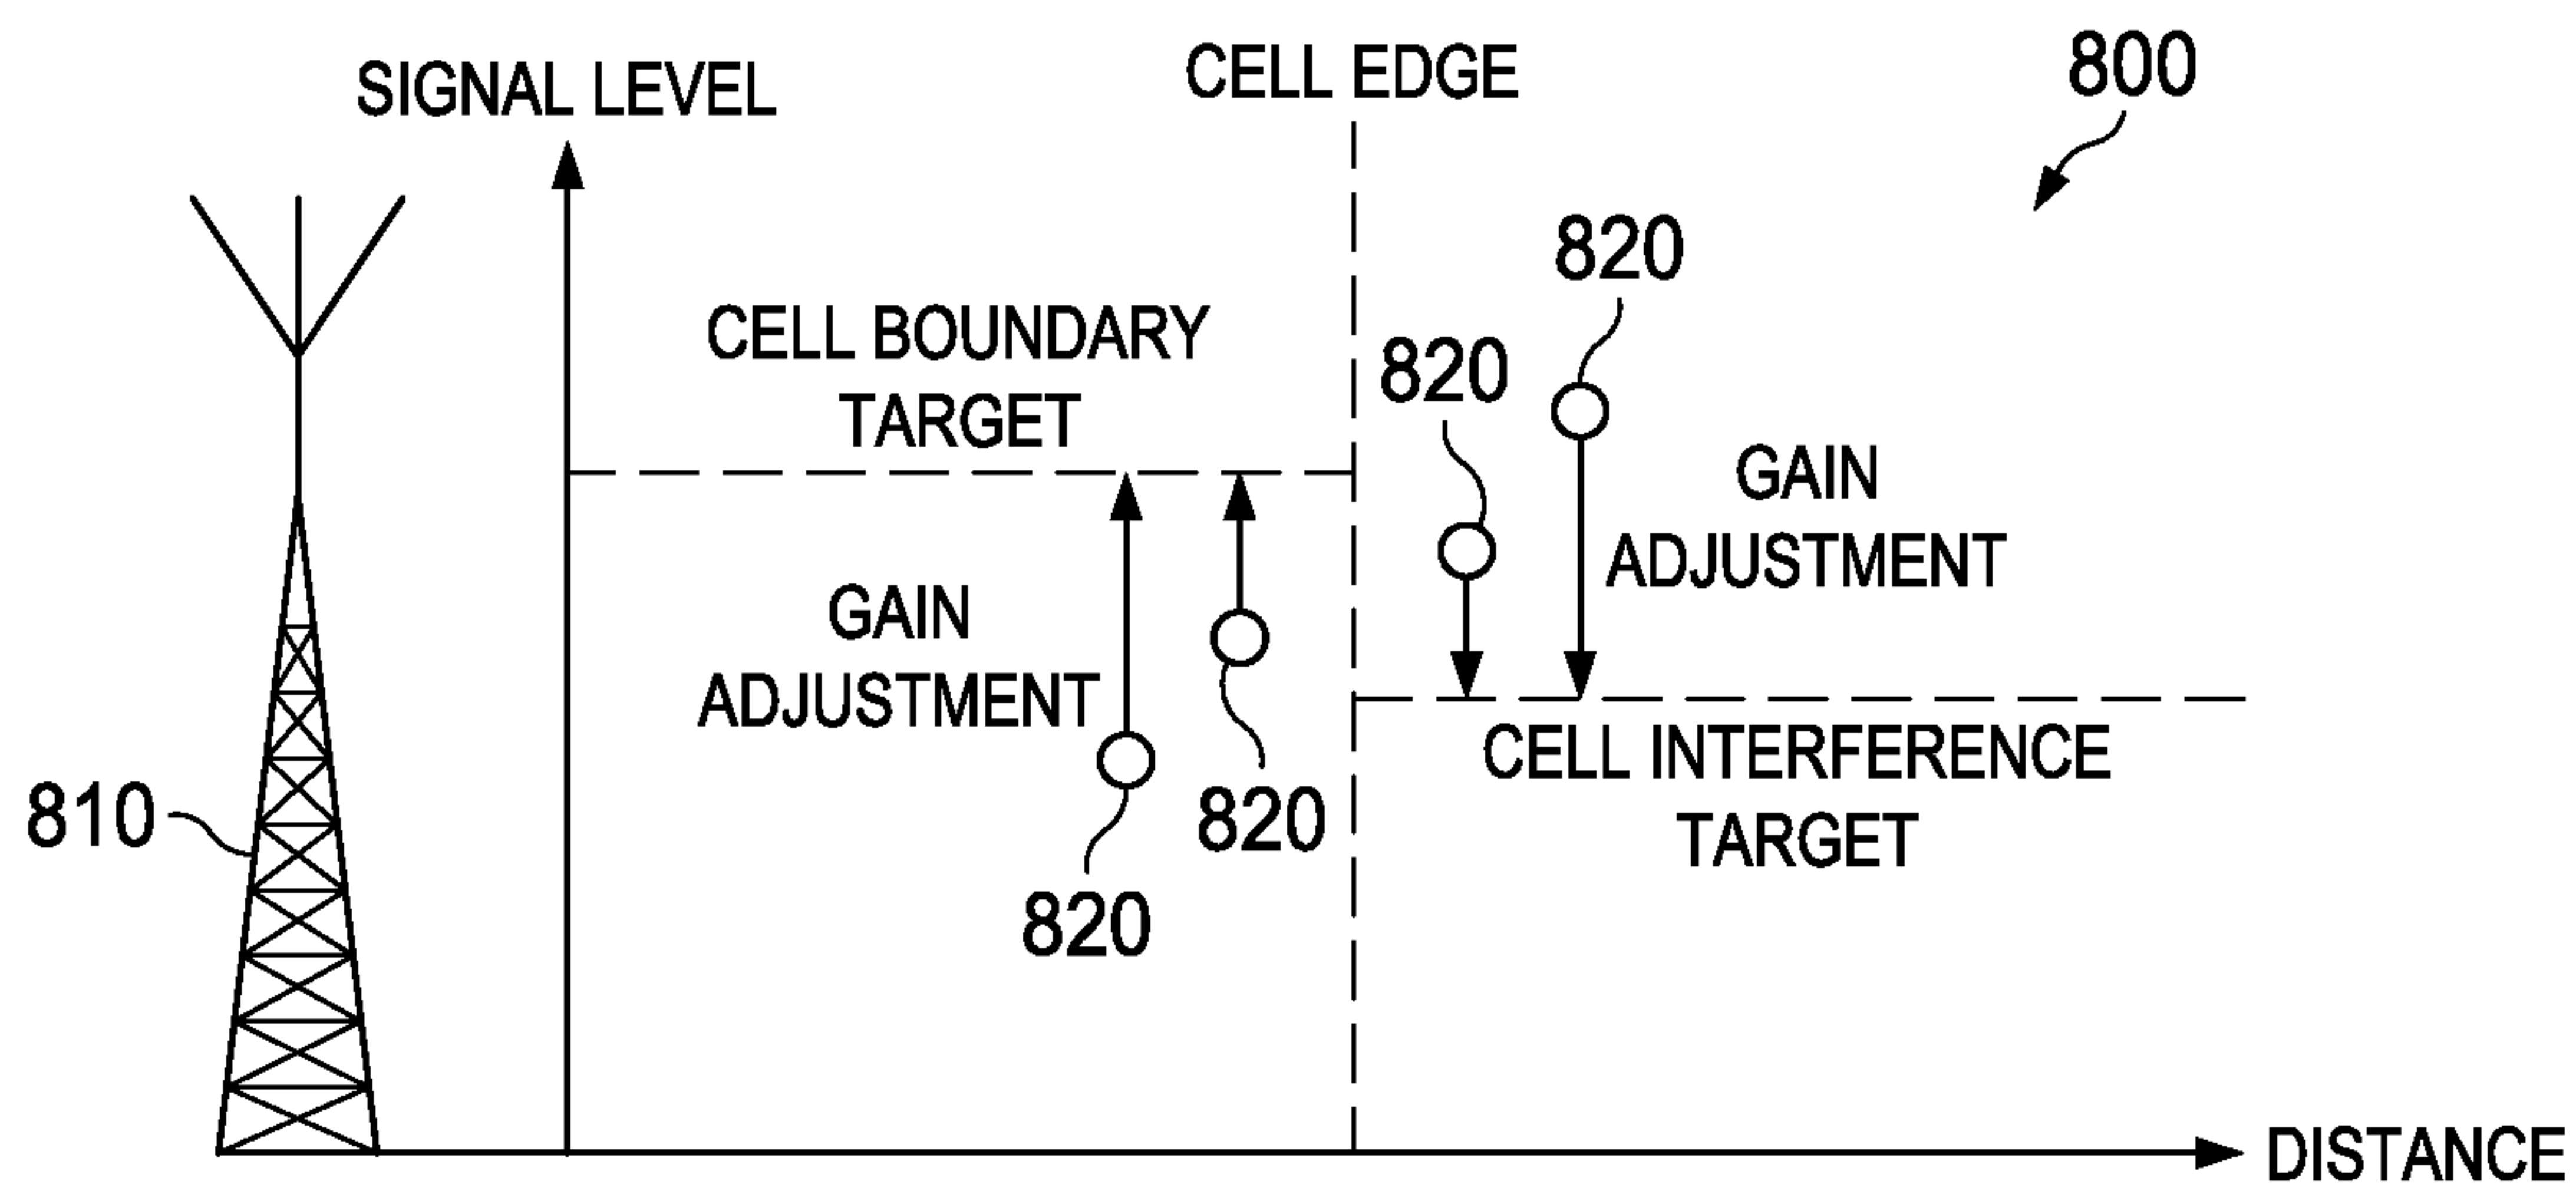 SIGNAL LEVEL
CELL EDGE
800
820
820
CELL BOUNDARY
TARGET
GAIN
ADJUSTMENT
GAIN
ADJUSTMENT
CELL INTERFERENCE
TARGET
810
820
820
DISTANCE